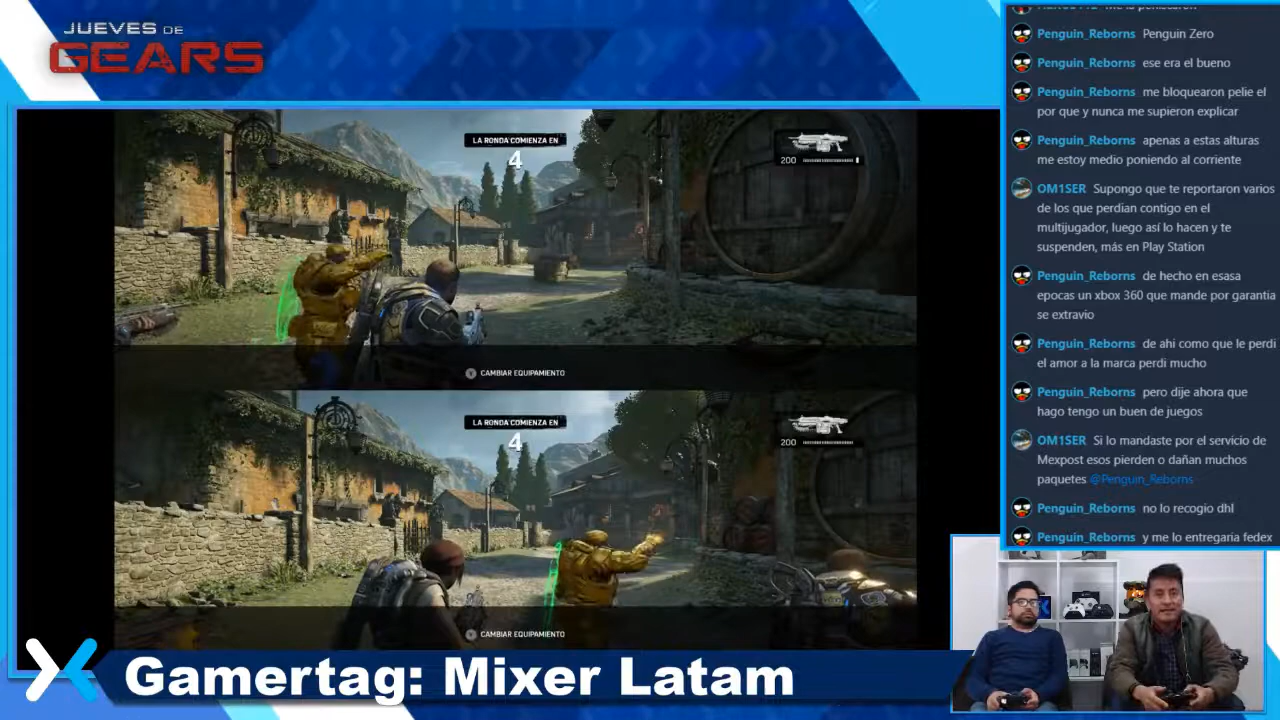 JUEVES DE
GEARS
LA RONDA COMIENZA EN
4
200
CAMBIAR EQUIPAMIENTO
LA RONDA COMIENZA EN
4
200
CAMBIAR EQUIPAMIENTO
Gamertag: Mixer Latam
Penguin_Reborns Penguin Zero
Penguin_Reborns ese era el bueno
Penguin_Reborns me bloquearon pelie el
por que y nunca me supieron explicar
Penguin_Reborns apenas a estas alturas
me estoy medio poniendo al corriente
OM1SER Supongo que te reportaron varios
de los que perdian contigo en el
multijugador, luego así lo hacen y te
suspenden, más en Play Station
Penguin_Reborns de hecho en esasa
epocas un xbox 360 que mande por garantia
se extravio
Penguin_Reborns de ahi como que le perdi
el amor a la marca perdi mucho
Penguin_Reborns pero dije ahora que
hago tengo un buen de juegos
OM1SER Si lo mandaste por el servicio de
Mexpost esos pierden o dañan muchos
paquetes @Penguin_Reborns
Penguin_Reborns no lo recogio dhl
Penguin_Reborns y me lo entregaria fedex